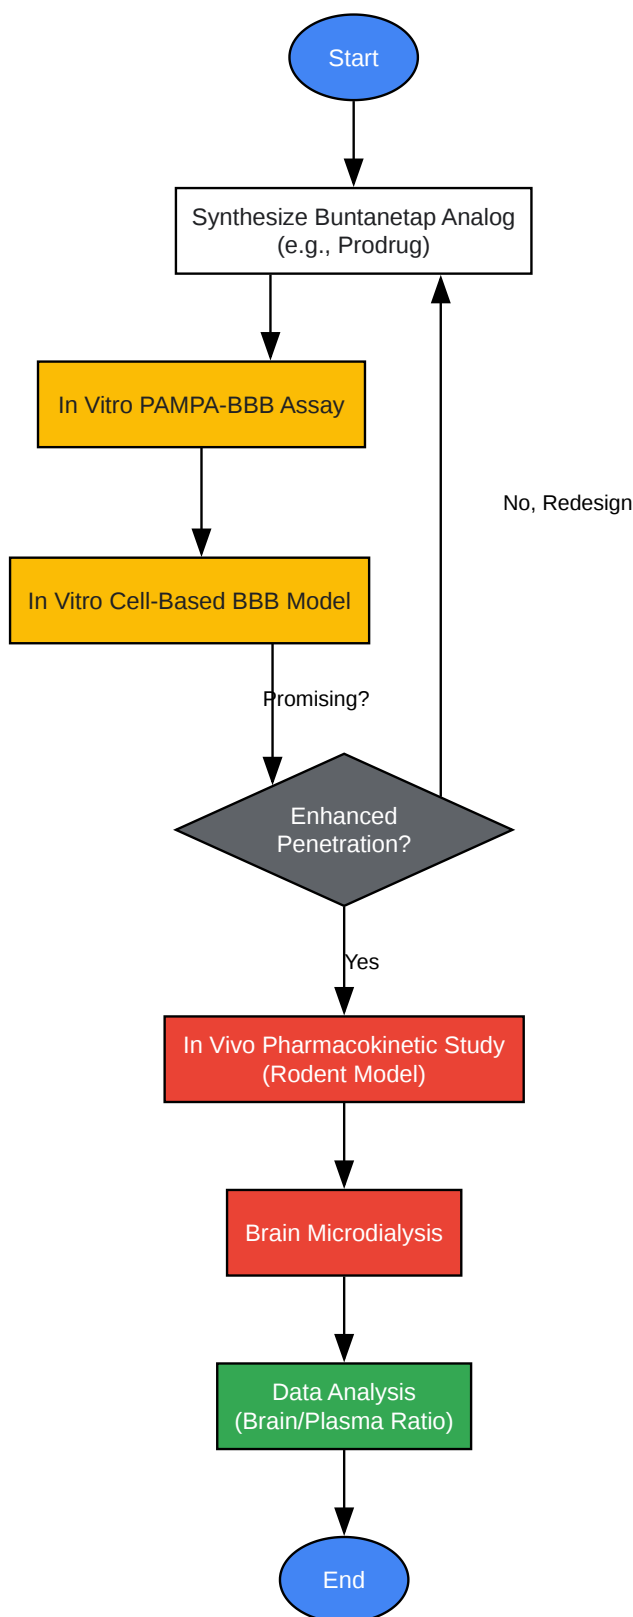 Start
Synthesize Buntanetap Analog
(e.g., Prodrug)
In Vitro PAMPA-BBB Assay
No, Redesign
In Vitro Cell-Based BBB Model
Promising?
Enhanced
Penetration?
Yes
In Vivo Pharmacokinetic Study
(Rodent Model)
Brain Microdialysis
Data Analysis
(Brain/Plasma Ratio)
End